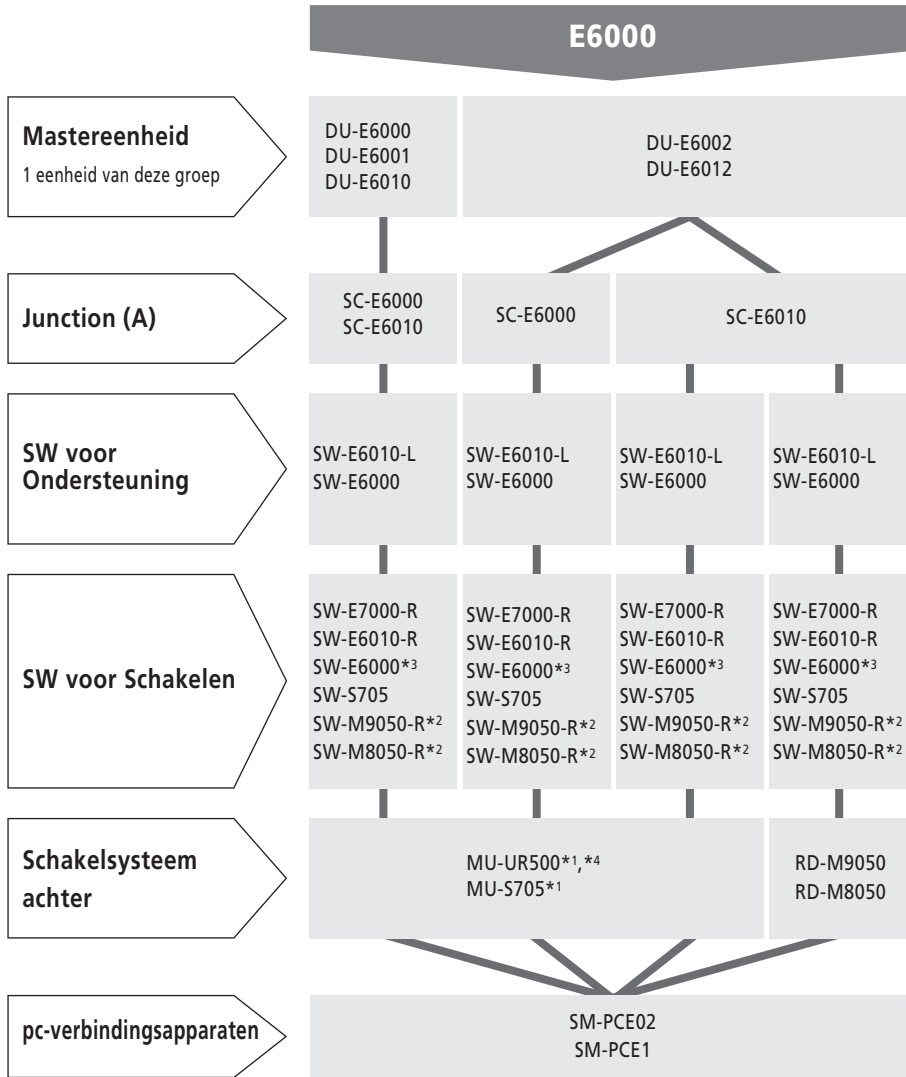 E6000
Mastereenheid
1 eenheid van deze groep
DU-E6000
DU-E6001
DU-E6010
DU-E6002
DU-E6012
Junction (A)
SC-E6000
SC-E6010
SC-E6000
SC-E6010
SW voor
Ondersteuning
SW-E6010-L
SW-E6000
SW-E6010-L
SW-E6000
SW-E6010-L
SW-E6000
SW-E6010-L
SW-E6000
SW voor Schakelen
SW-E7000-R
SW-E6010-R
SW-E6000*3
SW-S705
SW-M9050-R*2
SW-M8050-R*2
SW-E7000-R
SW-E6010-R
SW-E6000*3
SW-S705
SW-M9050-R*2
SW-M8050-R*2
SW-E7000-R
SW-E6010-R
SW-E6000*3
SW-S705
SW-M9050-R*2
SW-M8050-R*2
SW-E7000-R
SW-E6010-R
SW-E6000*3
SW-S705
SW-M9050-R*2
SW-M8050-R*2
Schakelsysteem
achter
MU-UR500*1,*4
MU-S705*1
RD-M9050
RD-M8050
pc-verbindingsapparaten
SM-PCE02
SM-PCE1